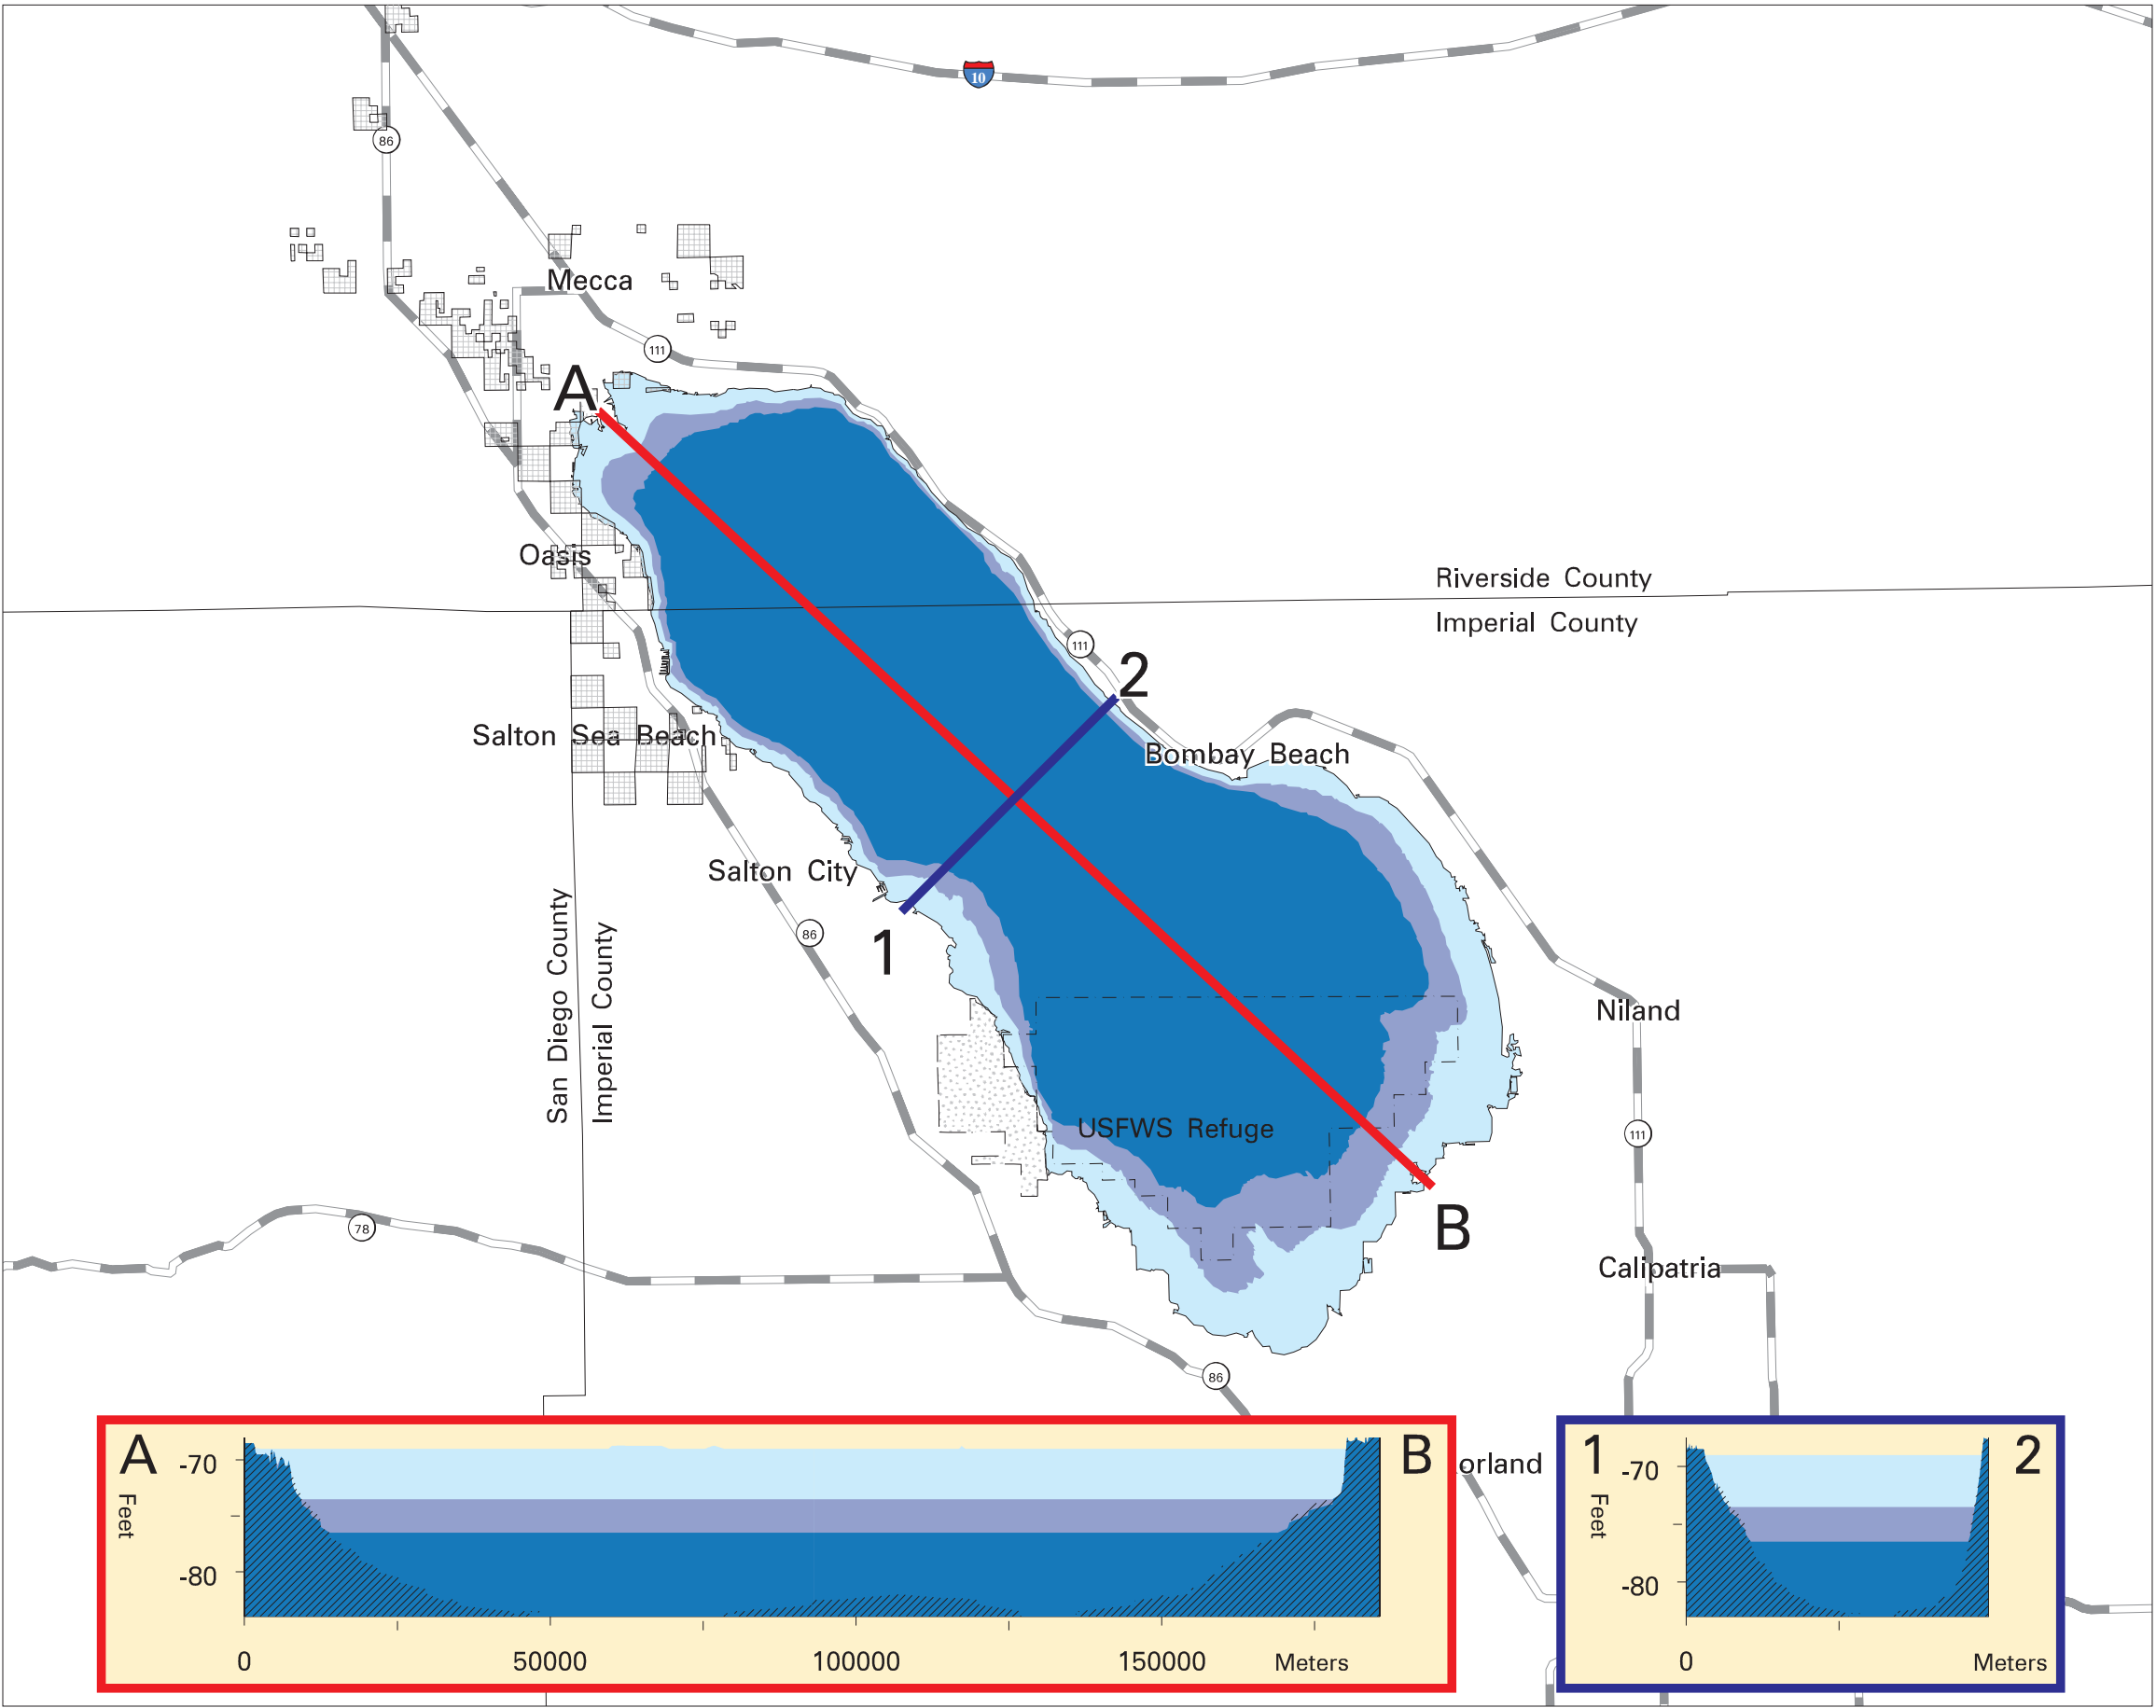 10
86
Mecca
111
A
Oasis
Riverside County
Imperial County
111
2
Salton Sea Beach
Bombay Beach
Salton City
86
1
San Diego County
Imperial County
Niland
USFWS Refuge
111
B
78
Calipatria
86
A
-70
Feet
-80
B
0
50000
100000
150000
Meters
orland
1
-70
Feet
-80
2
0
Meters